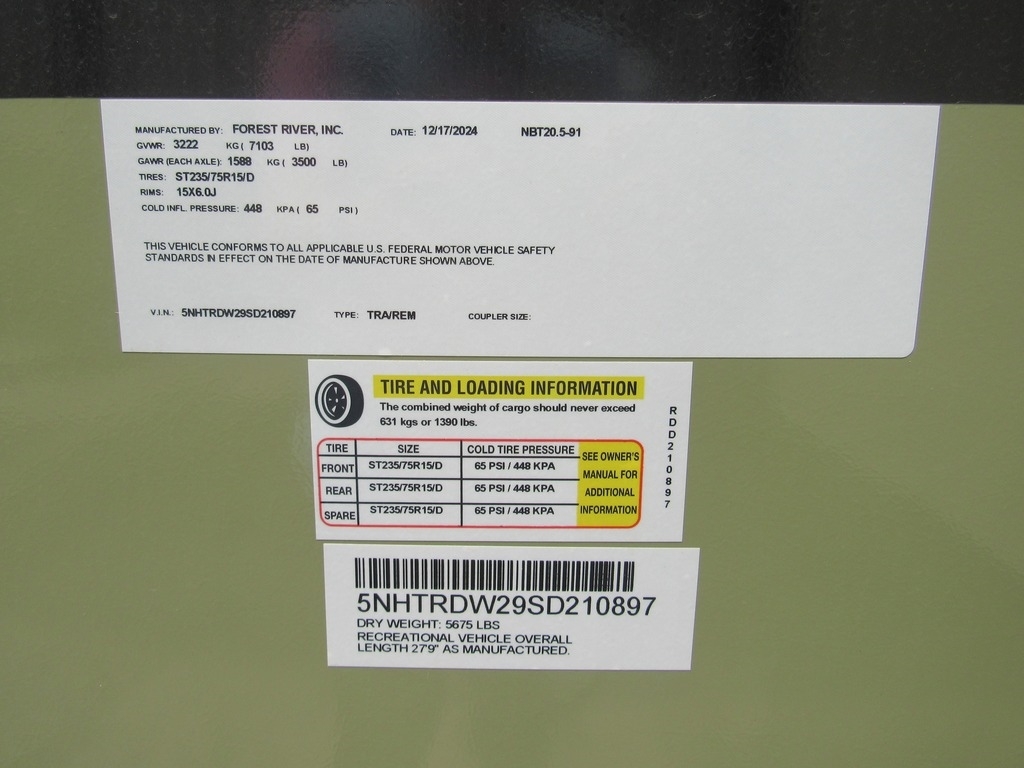 MANUFACTURED BY: FOREST RIVER, INC. DATE: 12/17/2024 NBT20.5-91
GVWR: 3222 KG ( 7103 LB)
GAWR (EACH AXLE): 1588 KG ( 3500 LB)
TIRES: ST235/75R15/D
RIMS: 15X6.0J
COLD INFL. PRESSURE: 448 KPA ( 65 PSI )
THIS VEHICLE CONFORMS TO ALL APPLICABLE U.S. FEDERAL MOTOR VEHICLE SAFETY
STANDARDS IN EFFECT ON THE DATE OF MANUFACTURE SHOWN ABOVE.
V.I.N.: 5NHTRDW29SD210897 TYPE: TRA/REM COUPLER SIZE:
TIRE AND LOADING INFORMATION
The combined weight of cargo should never exceed
631 kgs or 1390 lbs.
RDD210897
TIRE SIZE COLD TIRE PRESSURE
FRONT ST235/75R15/D 65 PSI / 448 KPA
REAR ST235/75R15/D 65 PSI / 448 KPA
SPARE ST235/75R15/D 65 PSI / 448 KPA
SEE OWNER'S
MANUAL FOR
ADDITIONAL
INFORMATION
5NHTRDW29SD210897
DRY WEIGHT: 5675 LBS
RECREATIONAL VEHICLE OVERALL
LENGTH 27'9" AS MANUFACTURED.